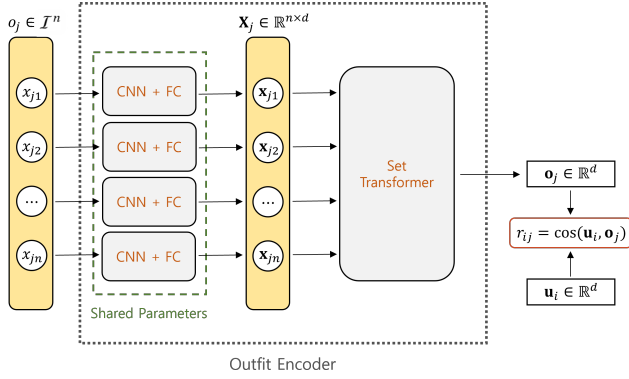 o_j ∈ 𝓘^n
𝐗_j ∈ ℝ^{n×d}
x_{j1}
CNN + FC
𝐱_{j1}
x_{j2}
CNN + FC
𝐱_{j2}
...
CNN + FC
...
x_{jn}
CNN + FC
𝐱_{jn}
Set
Transformer
𝐨_j ∈ ℝ^d
r_{ij} = cos(𝐮_i, 𝐨_j)
𝐮_i ∈ ℝ^d
Shared Parameters
Outfit Encoder